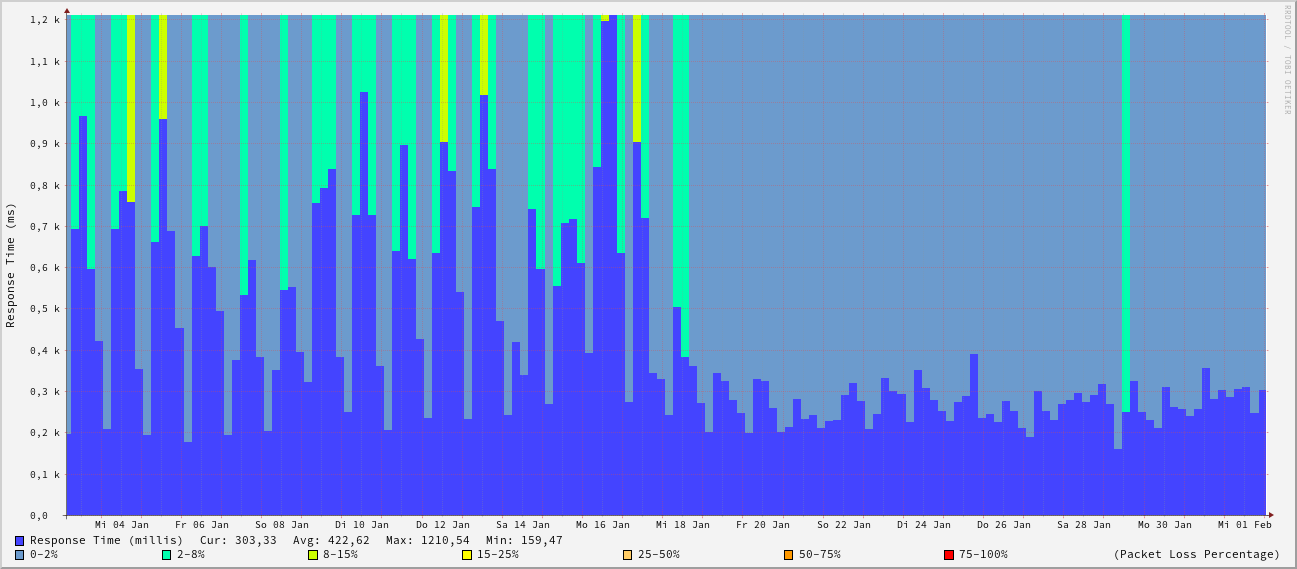 RRDTOOL / TOBI OETIKER
Response Time (ms)
1,2 k
1,1 k
1,0 k
0,9 k
0,8 k
0,7 k
0,6 k
0,5 k
0,4 k
0,3 k
0,2 k
0,1 k
0,0
Mi 04 Jan Fr 06 Jan So 08 Jan Di 10 Jan Do 12 Jan Sa 14 Jan Mo 16 Jan Mi 18 Jan Fr 20 Jan So 22 Jan Di 24 Jan Do 26 Jan Sa 28 Jan Mo 30 Jan Mi 01 Feb
Response Time (millis) Cur: 303,33 Avg: 422,62 Max: 1210,54 Min: 159,47
0-2% 2-8% 8-15% 15-25% 25-50% 50-75% 75-100% (Packet Loss Percentage)